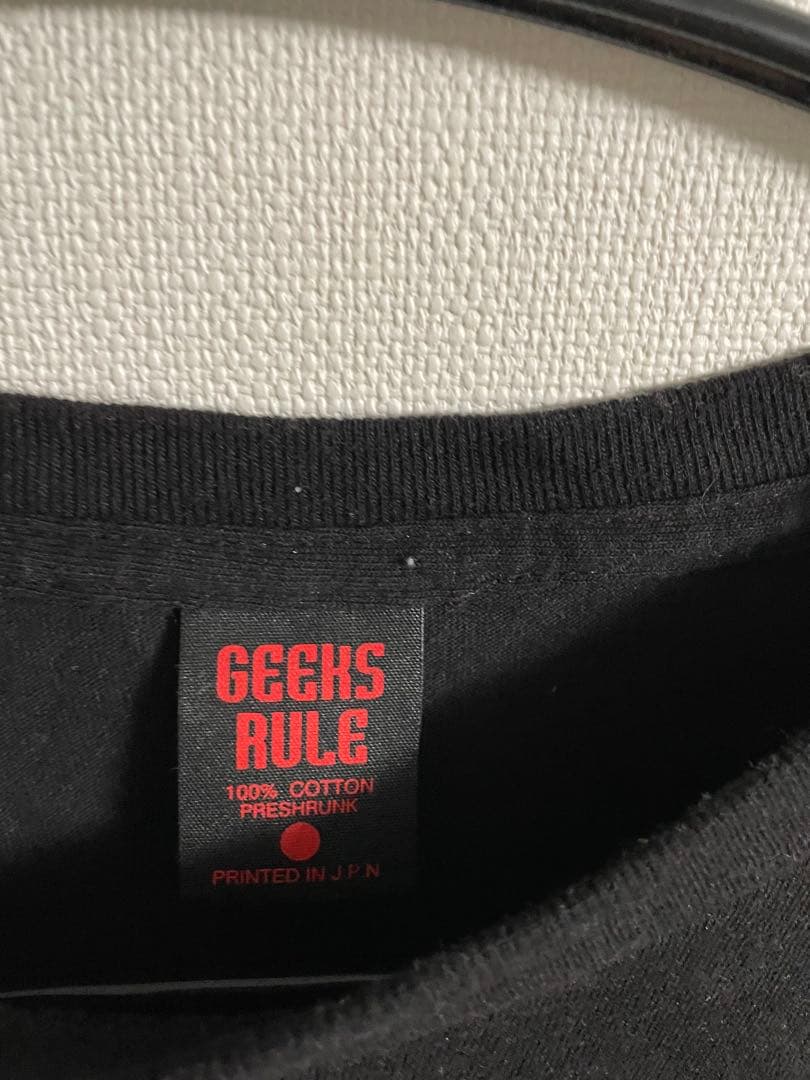 GEEKS
RULE
100% COTTON
PRESHRUNK
PRINTED IN J.P.N